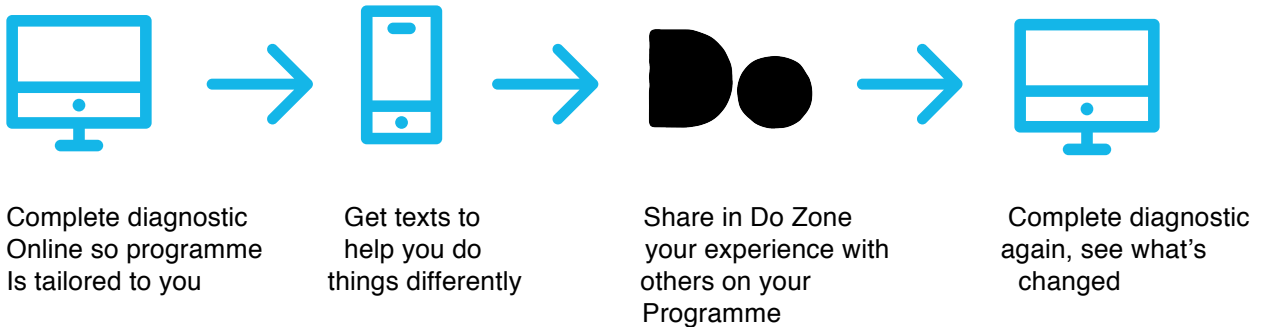 Do
Complete diagnostic
Online so programme
Is tailored to you
Get texts to
help you do
things differently
Share in Do Zone
your experience with
others on your
Programme
Complete diagnostic
again, see what's
changed